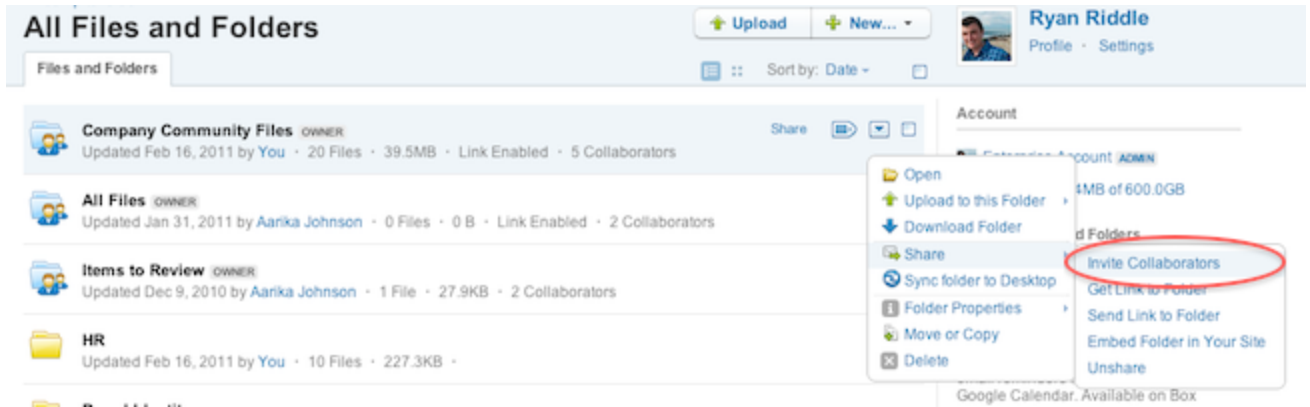 All Files and Folders
Upload
New...
Ryan Riddle
Profile · Settings
Files and Folders
Sort by: Date
Account
Company Community Files OWNER
Share
Updated Feb 16, 2011 by You · 20 Files · 39.5MB · Link Enabled · 5 Collaborators
Enterprise Account ADMIN
4MB of 600.0GB
All Files OWNER
Updated Jan 31, 2011 by Aarika Johnson · 0 Files · 0 B · Link Enabled · 2 Collaborators
d Folders
Items to Review OWNER
Updated Dec 9, 2010 by Aarika Johnson · 1 File · 27.9KB · 2 Collaborators
HR
Updated Feb 16, 2011 by You · 10 Files · 227.3KB ·
Open
Upload to this Folder
Download Folder
Share
Sync folder to Desktop
Folder Properties
Move or Copy
Delete
Invite Collaborators
Get Link to Folder
Send Link to Folder
Embed Folder in Your Site
Unshare
Google Calendar. Available on Box